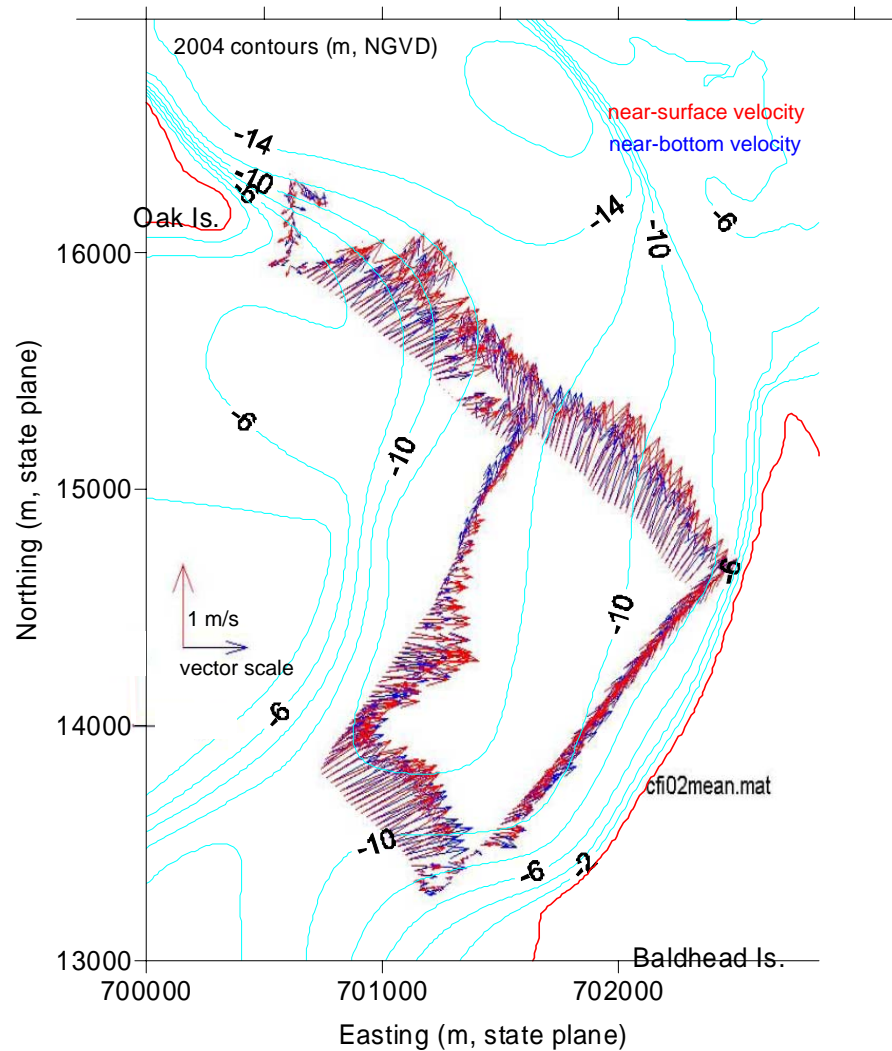 2004 contours (m, NGVD)
near-surface velocity
near-bottom velocity
-14
-10
-6
-14
-6
-10
Oak Is.
16000
-6
-10
15000
-6
-10
1 m/s
vector scale
-6
14000
cfi02mean.mat
-10
-6
-2
13000
Baldhead Is.
700000
701000
702000
Northing (m, state plane)
Easting (m, state plane)